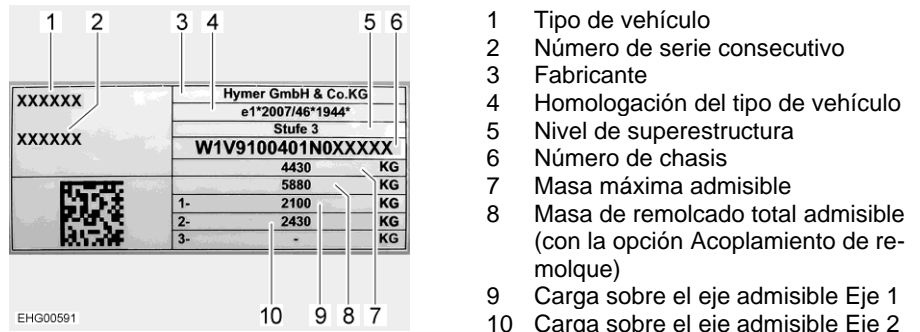 1 2 3 4 5 6
XXXXXX
XXXXXX
Hymer GmbH & Co.KG
e1*2007/46*1944*
Stufe 3
W1V9100401N0XXXXX
4430 KG
5880 KG
1- 2100 KG
2- 2430 KG
3- - KG
10 9 8 7
EHG00591
1 Tipo de vehículo
2 Número de serie consecutivo
3 Fabricante
4 Homologación del tipo de vehículo
5 Nivel de superestructura
6 Número de chasis
7 Masa máxima admisible
8 Masa de remolcado total admisible
(con la opción Acoplamiento de re-
molque)
9 Carga sobre el eje admisible Eje 1
10 Carga sobre el eje admisible Eje 2